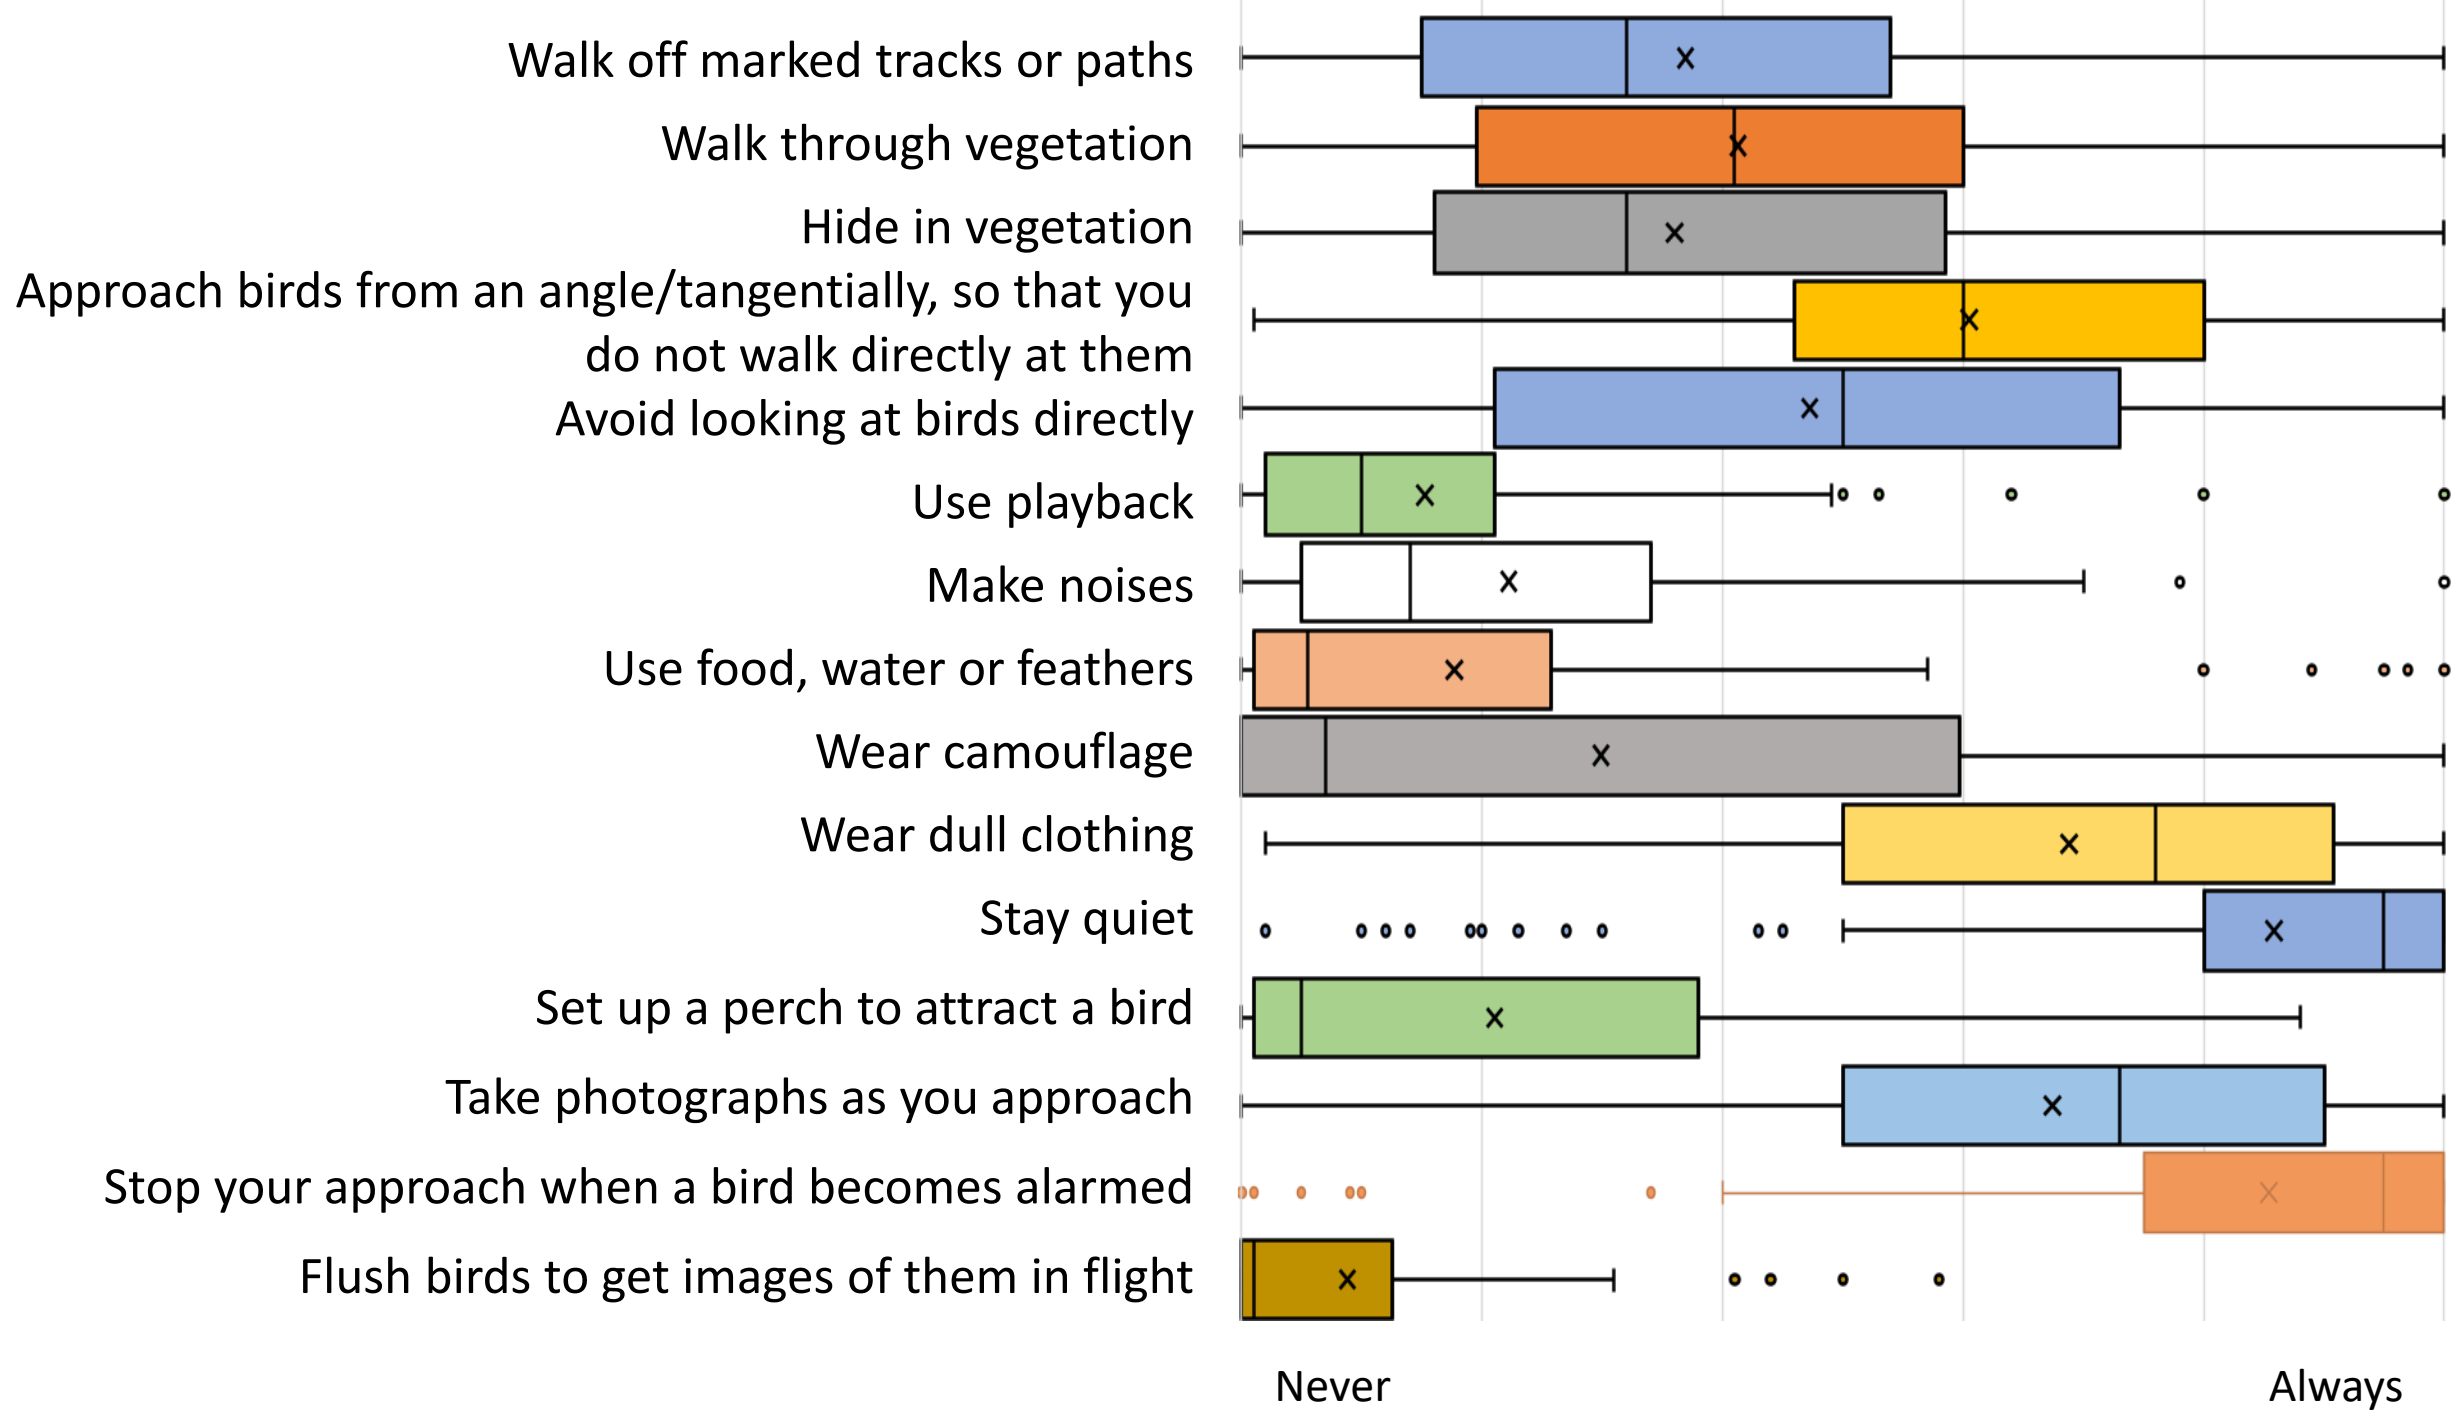 Walk off marked tracks or paths
Walk through vegetation
Hide in vegetation
Approach birds from an angle/tangentially, so that you
do not walk directly at them
Avoid looking at birds directly
Use playback
Make noises
Use food, water or feathers
Wear camouflage
Wear dull clothing
Stay quiet
Set up a perch to attract a bird
Take photographs as you approach
Stop your approach when a bird becomes alarmed
Flush birds to get images of them in flight
Never Always